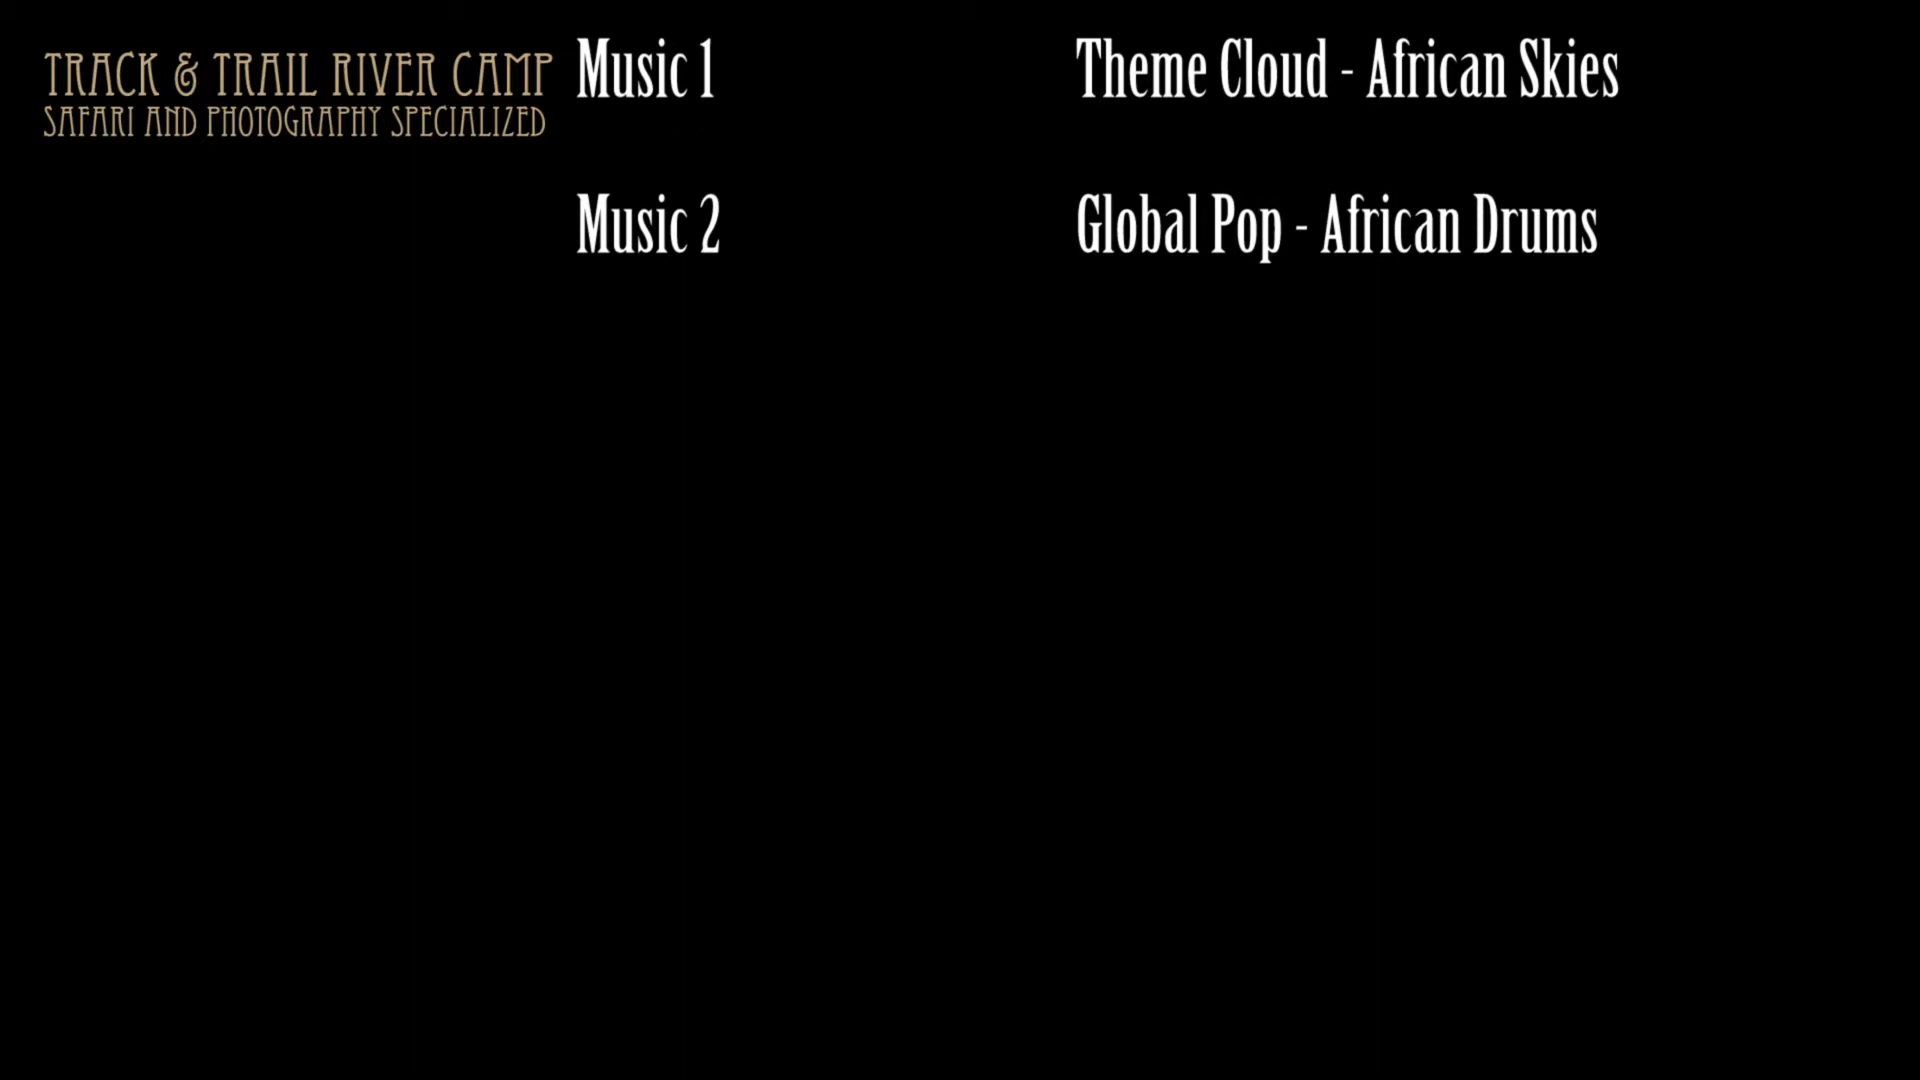 TRACK & TRAIL RIVER CAMP
SAFARI AND PHOTOGRAPHY SPECIALIZED
Music 1 Theme Cloud - African Skies
Music 2 Global Pop - African Drums